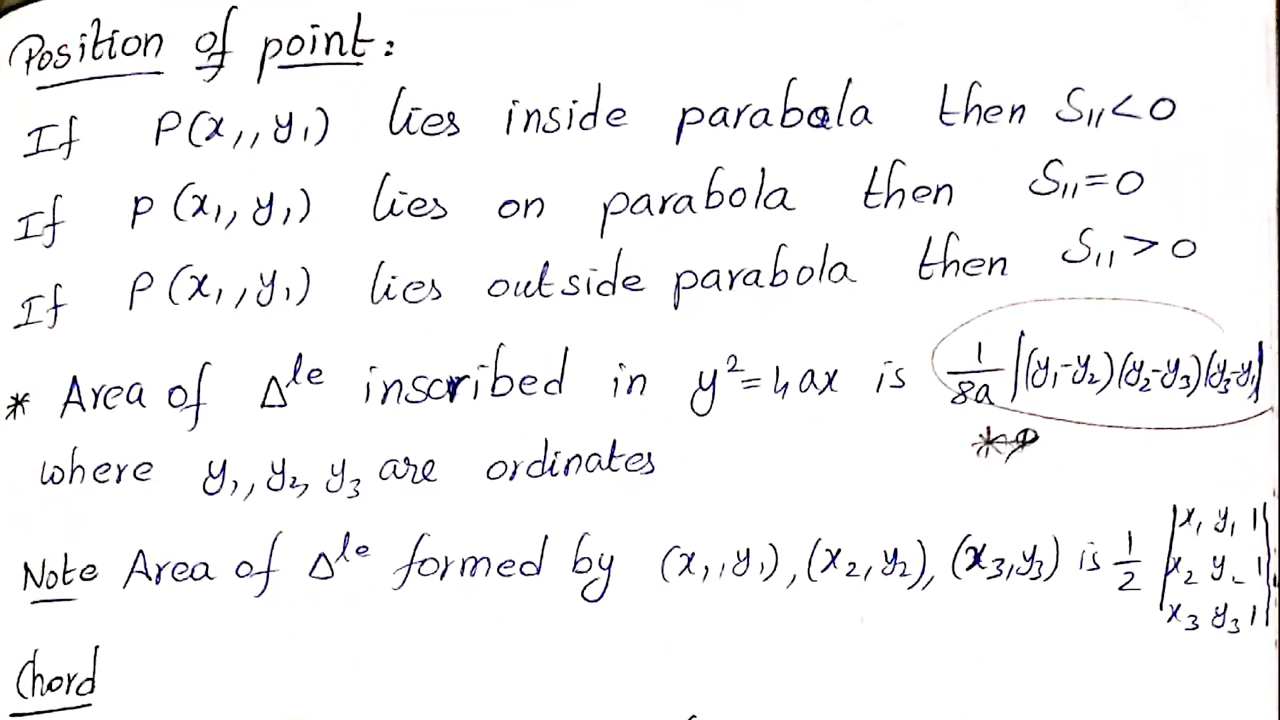 Position of point:
If P(x₁, y₁) lies inside parabola then S₁₁<0
If P(x₁, y₁) lies on parabola then S₁₁=0
If P(x₁, y₁) lies outside parabola then S₁₁>0
* Area of Δˡᵉ inscribed in y²=4ax is 1/8a |(y₁-y₂)(y₂-y₃)(y₃-y₁)|
where y₁, y₂, y₃ are ordinates
Note Area of Δˡᵉ formed by (x₁, y₁), (x₂, y₂), (x₃, y₃) is 1/2 |x₁ y₁ 1|
|x₂ y₂ 1|
|x₃ y₃ 1|
Chord